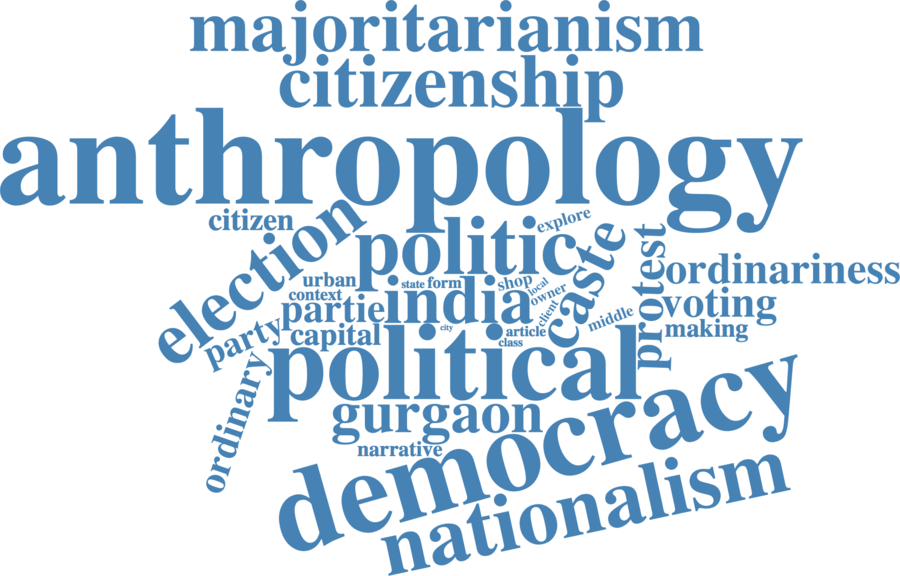 majoritarianism
citizenship
anthropology
citizen
explore
election
politic
caste
protest
ordinariness
urban
state
form
shop
local
context
india
owner
voting
partie
client
middle
party
capital
city
article
making
class
political
ordinary
gurgaon
democracy
narrative
nationalism